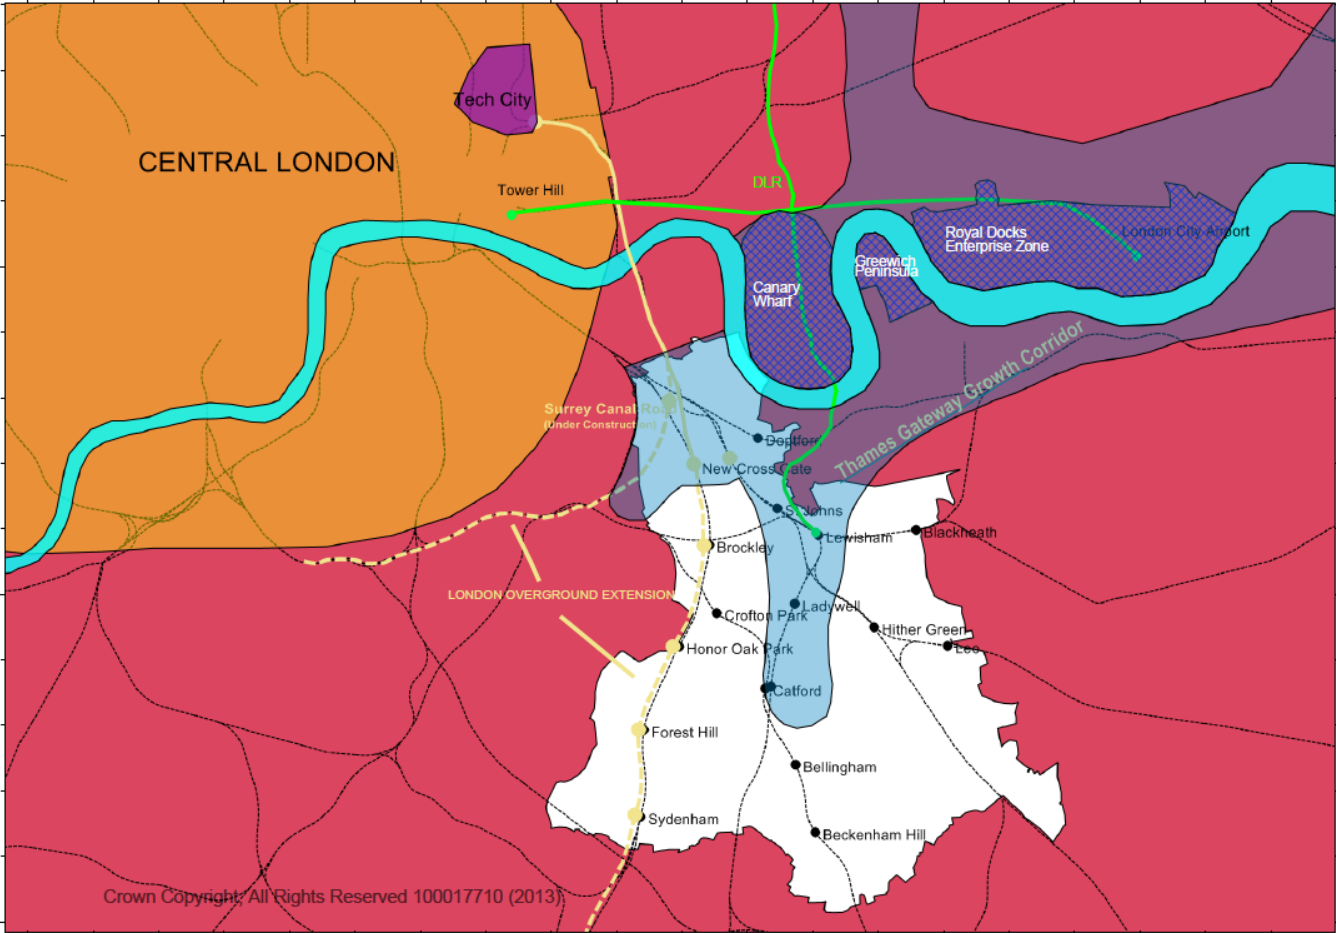 Tech City
CENTRAL LONDON
Tower Hill
DLR
Royal Docks
Enterprise Zone
London City Airport
Greewich
Peninsula
Canary
Wharf
Thames Gateway Growth Corridor
Surrey Canal Road
(Under Construction)
Deptford
New Cross Gate
St Johns
Lewisham
Blackheath
Brockley
LONDON OVERGROUND EXTENSION
Ladywell
Crofton Park
Hither Green
Honor Oak Park
Lee
Catford
Forest Hill
Bellingham
Sydenham
Beckenham Hill
Crown Copyright; All Rights Reserved 100017710 (2013)